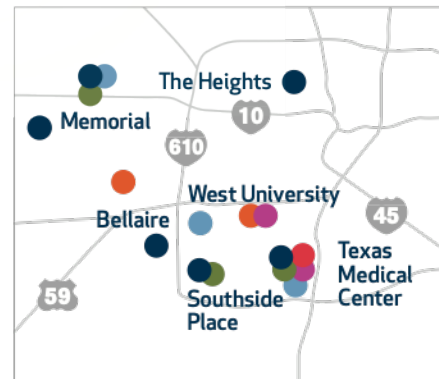 The Heights
10
Memorial
610
West University
Bellaire
45
Texas
Medical
Center
59
Southside
Place